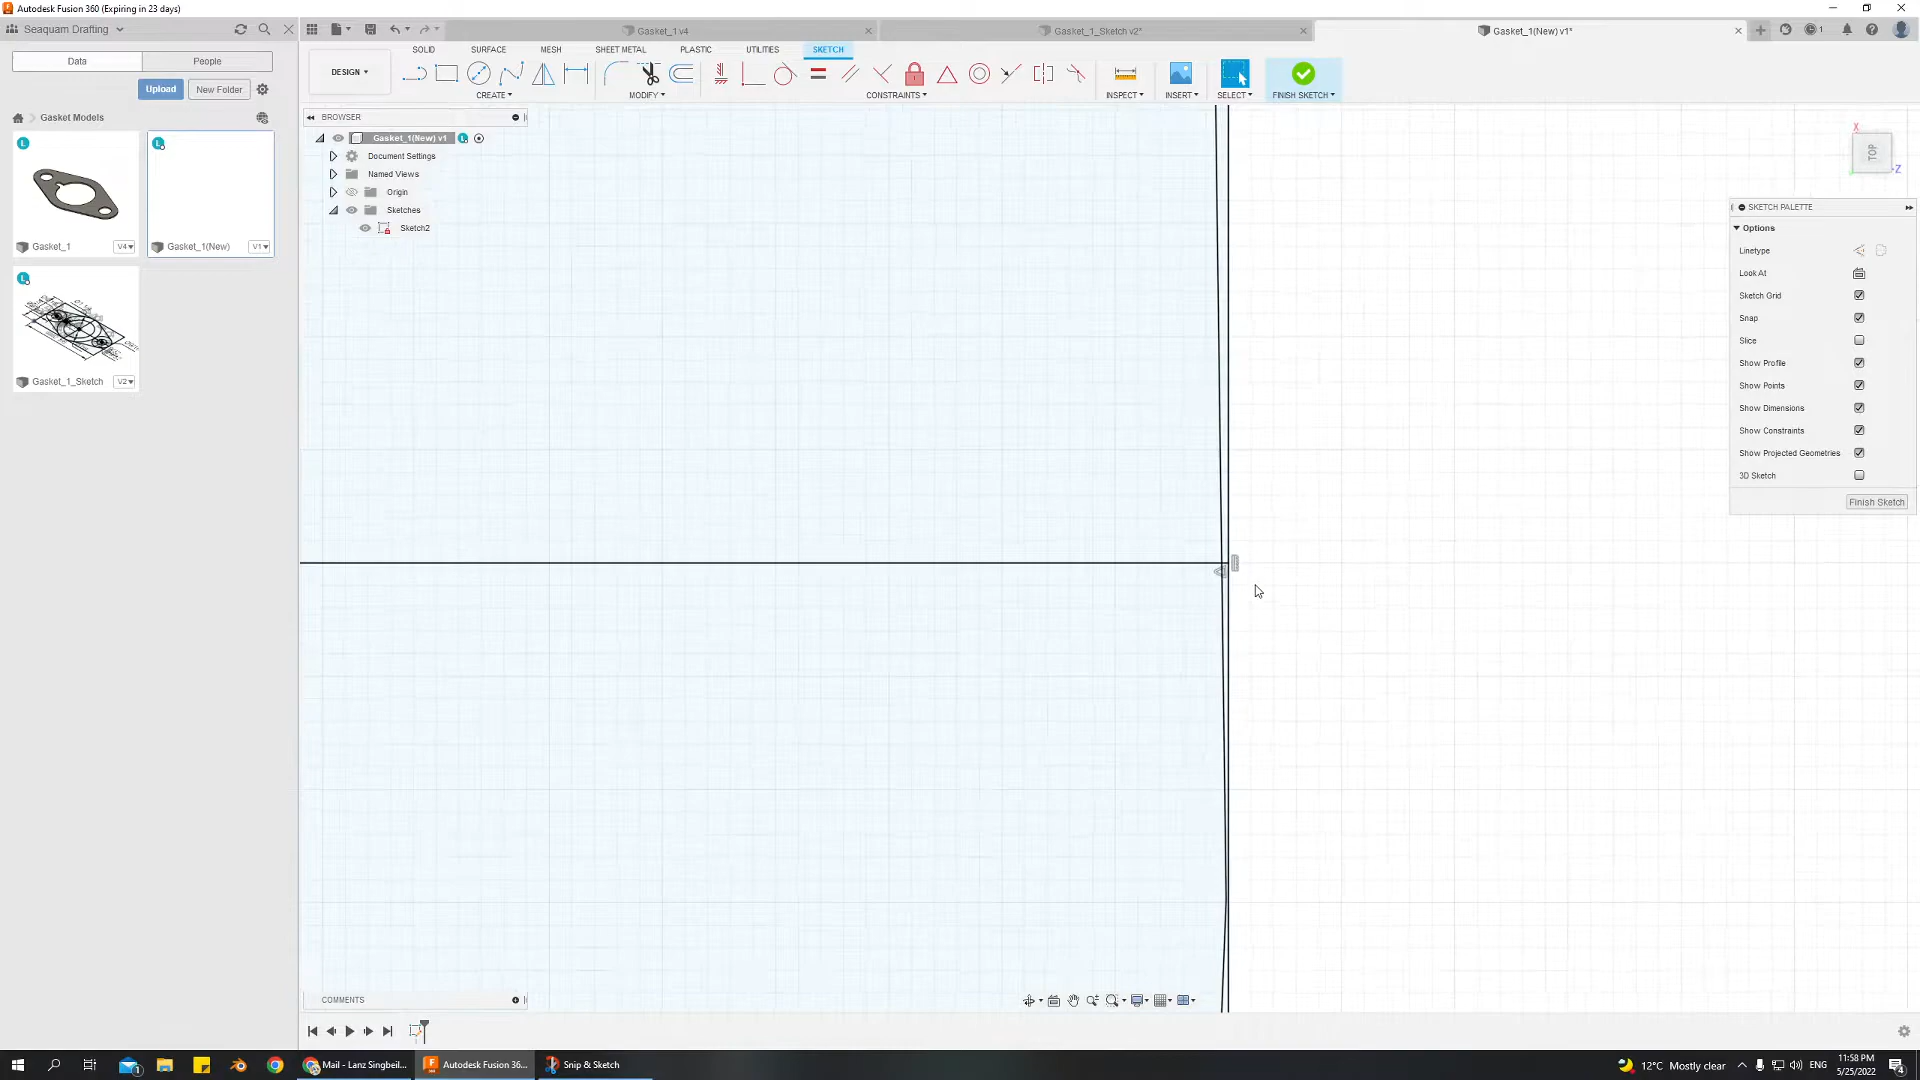 Autodesk Fusion 360 (Expiring in 23 days)
Seaquam Drafting
Gasket_1 v4
Gasket_1_Sketch v2*
Gasket_1(New) v1*
1
Data
People
SOLID
SURFACE
MESH
SHEET METAL
PLASTIC
UTILITIES
SKETCH
DESIGN
Upload
New Folder
CREATE
MODIFY
CONSTRAINTS
INSPECT
INSERT
SELECT
FINISH SKETCH
Gasket Models
BROWSER
Gasket_1(New) v1
Document Settings
Named Views
Origin
Sketches
Sketch2
Gasket_1
V4
Gasket_1(New)
V1
Gasket_1_Sketch
V2
X
TOP
Z
SKETCH PALETTE
Options
Linetype
Look At
Sketch Grid
Snap
Slice
Show Profile
Show Points
Show Dimensions
Show Constraints
Show Projected Geometries
3D Sketch
Finish Sketch
COMMENTS
Mail - Lanz Singbeil...
Autodesk Fusion 36...
Snip & Sketch
12°C Mostly clear
ENG
11:58 PM
5/25/2022
4